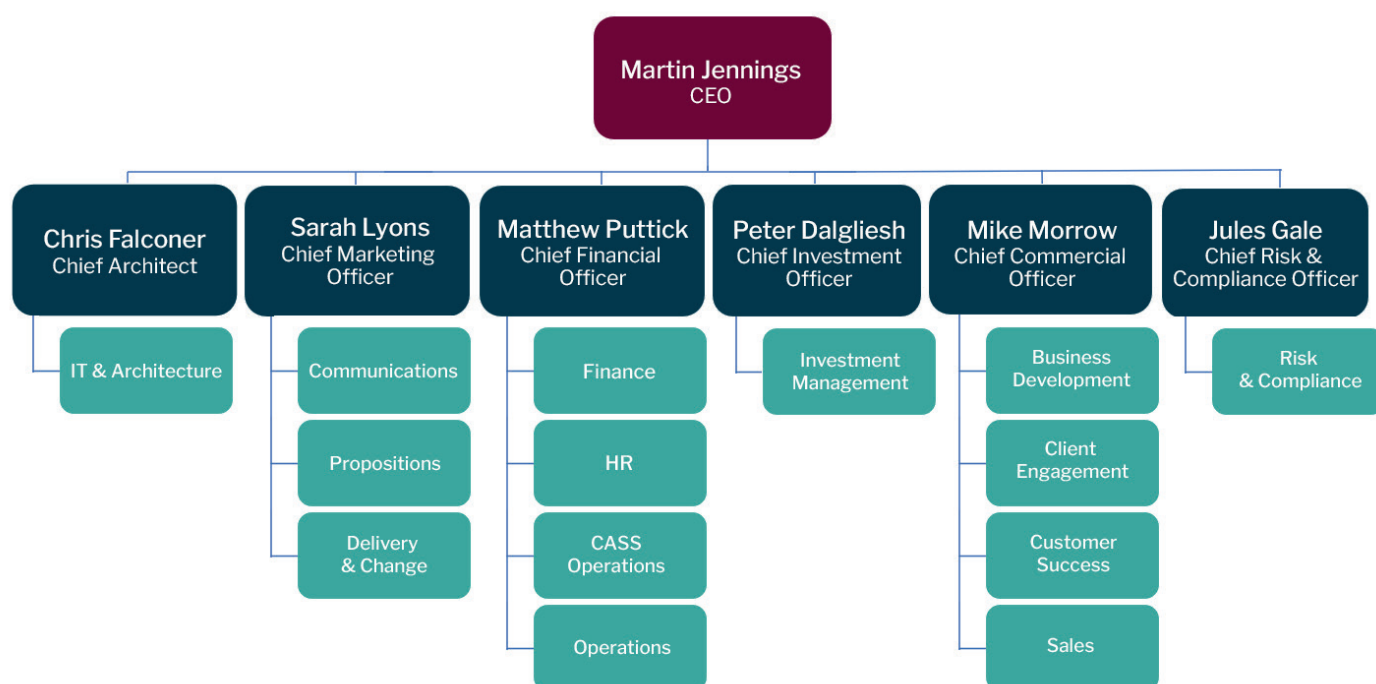 Martin Jennings
CEO
Chris Falconer
Chief Architect
Sarah Lyons
Chief Marketing
Officer
Matthew Puttick
Chief Financial
Officer
Peter Dalgliesh
Chief Investment
Officer
Mike Morrow
Chief Commercial
Officer
Jules Gale
Chief Risk &
Compliance Officer
IT & Architecture
Communications
Propositions
Delivery
& Change
Finance
HR
CASS
Operations
Operations
Investment
Management
Business
Development
Client
Engagement
Customer
Success
Sales
Risk
& Compliance